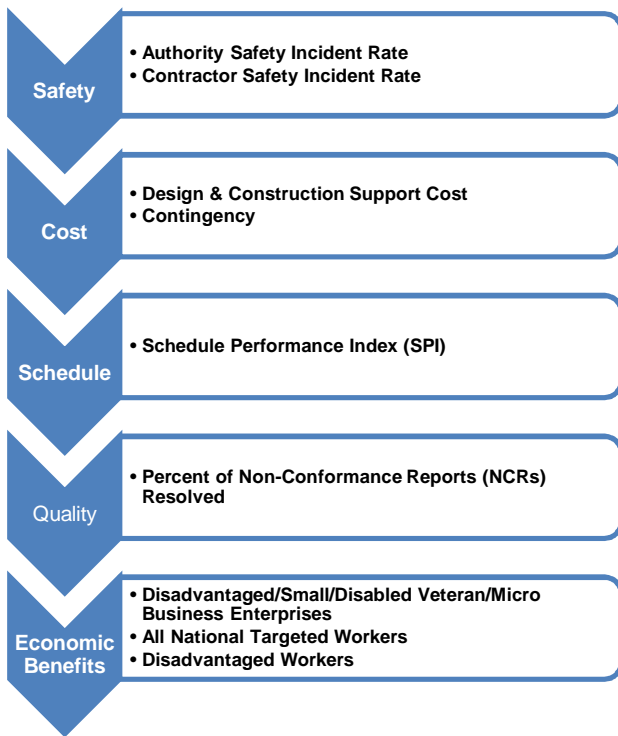 • Authority Safety Incident Rate
• Contractor Safety Incident Rate
Safety
• Design & Construction Support Cost
• Contingency
Cost
• Schedule Performance Index (SPI)
Schedule
• Percent of Non-Conformance Reports (NCRs)
Resolved
Quality
• Disadvantaged/Small/Disabled Veteran/Micro
Business Enterprises
• All National Targeted Workers
• Disadvantaged Workers
Economic
Benefits